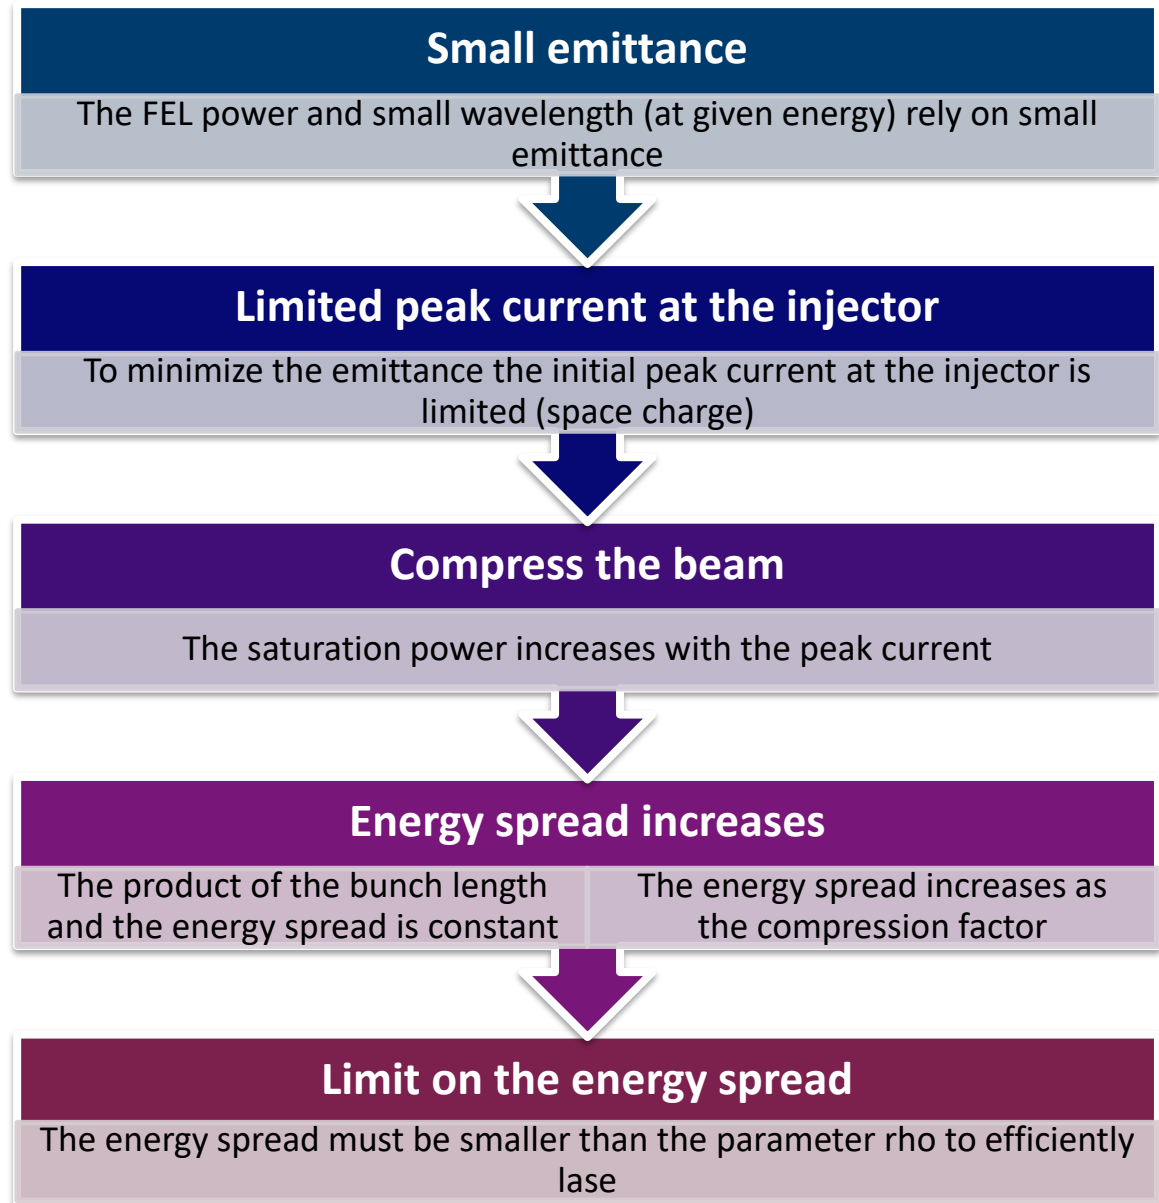 Small emittance
The FEL power and small wavelength (at given energy) rely on small
emittance
Limited peak current at the injector
To minimize the emittance the initial peak current at the injector is
limited (space charge)
Compress the beam
The saturation power increases with the peak current
Energy spread increases
The product of the bunch length
and the energy spread is constant
The energy spread increases as
the compression factor
Limit on the energy spread
The energy spread must be smaller than the parameter rho to efficiently
lase